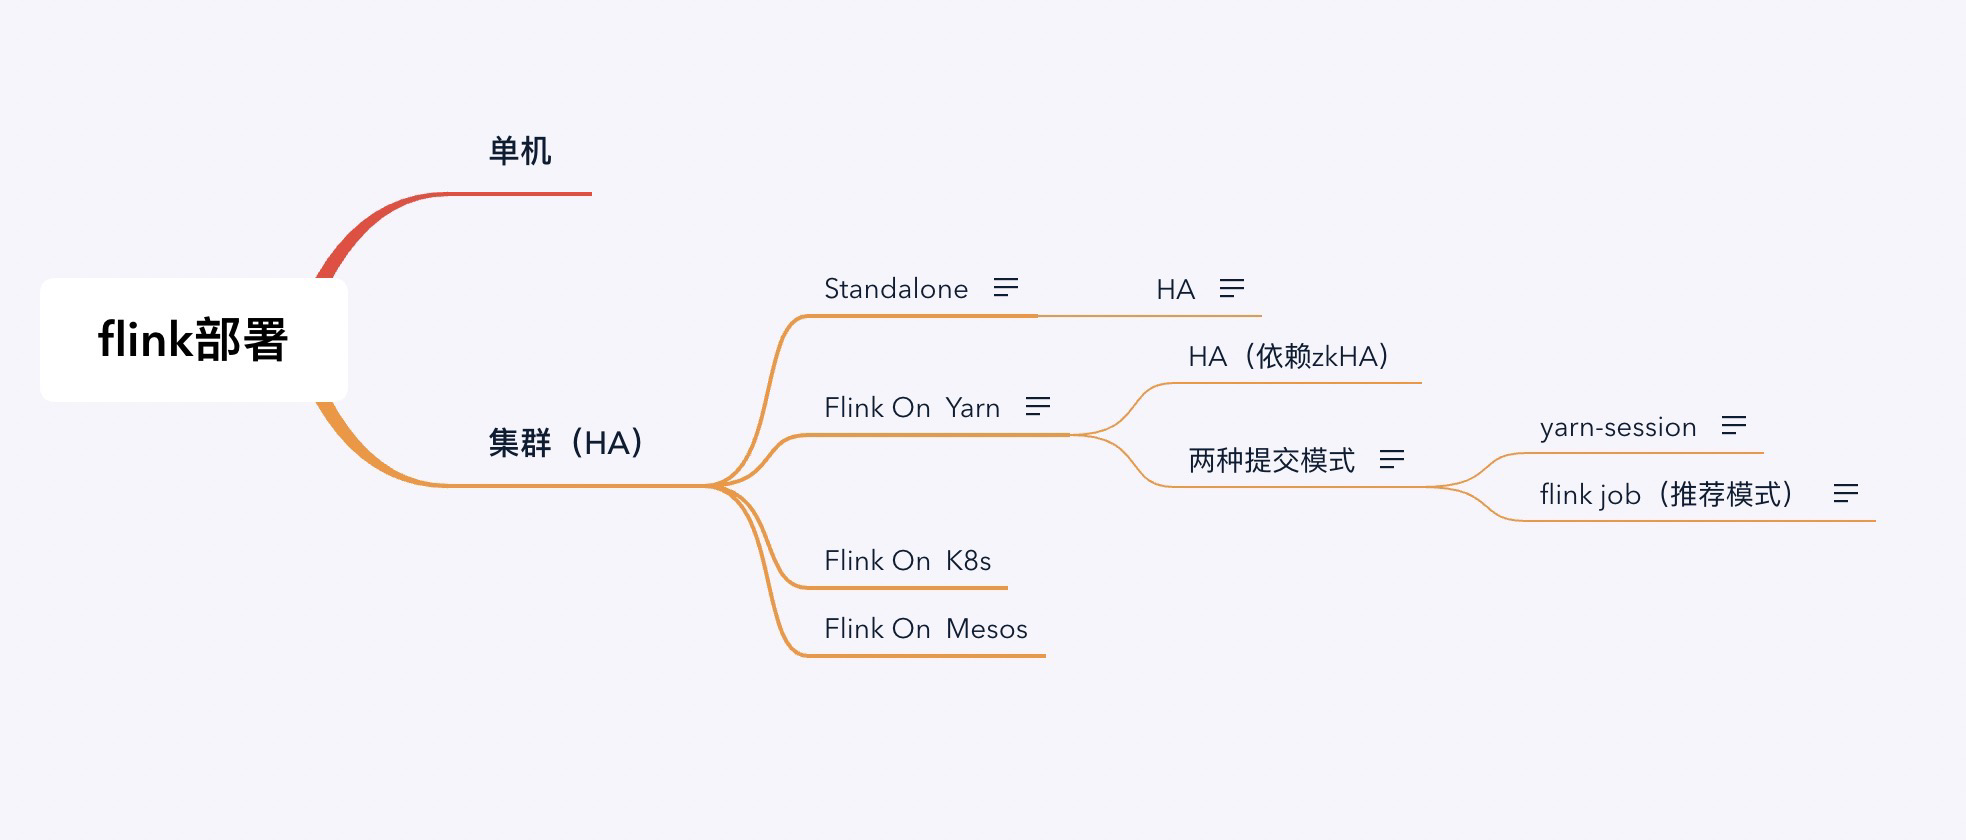 flink部署
单机
集群（HA）
Standalone
HA
Flink On  Yarn
HA（依赖zkHA）
两种提交模式
yarn-session
flink job（推荐模式）
Flink On  K8s
Flink On  Mesos